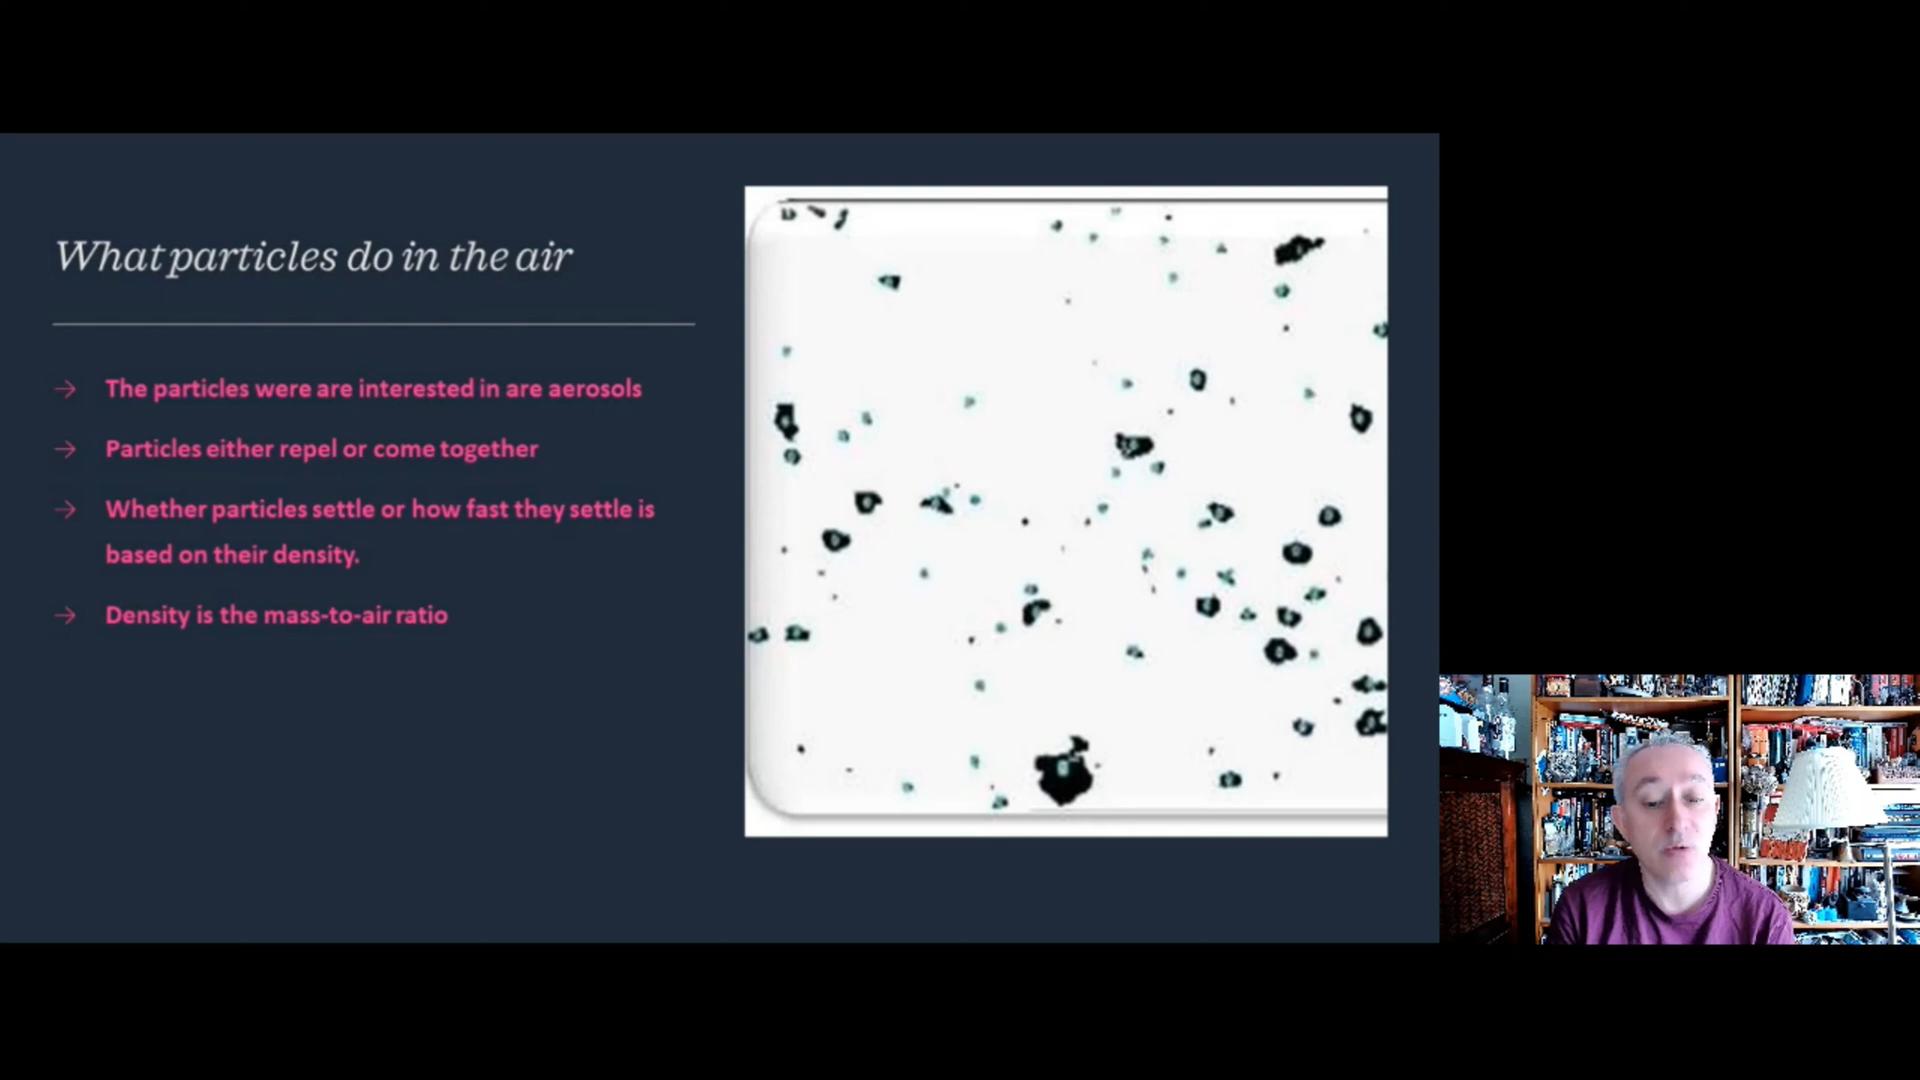 What particles do in the air
→ The particles were are interested in are aerosols
→ Particles either repel or come together
→ Whether particles settle or how fast they settle is
based on their density.
→ Density is the mass-to-air ratio